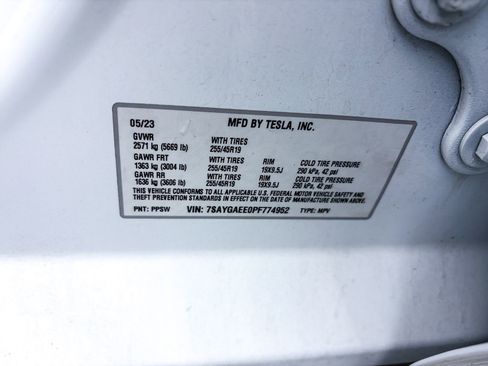 05/23 MFD BY TESLA, INC.
GVWR WITH TIRES
2571 kg (5669 lb) 255/45R19
GAWR FRT WITH TIRES RIM COLD TIRE PRESSURE
1363 kg (3004 lb) 255/45R19 19X9.5J 290 kPa, 42 psi
GAWR RR WITH TIRES RIM COLD TIRE PRESSURE
1636 kg (3606 lb) 255/45R19 19X9.5J 290 kPa, 42 psi
THIS VEHICLE CONFORMS TO ALL APPLICABLE U.S. FEDERAL MOTOR VEHICLE SAFETY AND
THEFT PREVENTION STANDARDS IN EFFECT ON THE DATE OF MANUFACTURE SHOWN ABOVE.
PNT: PPSW VIN: 7SAYGAEE0PF774952 TYPE: MPV